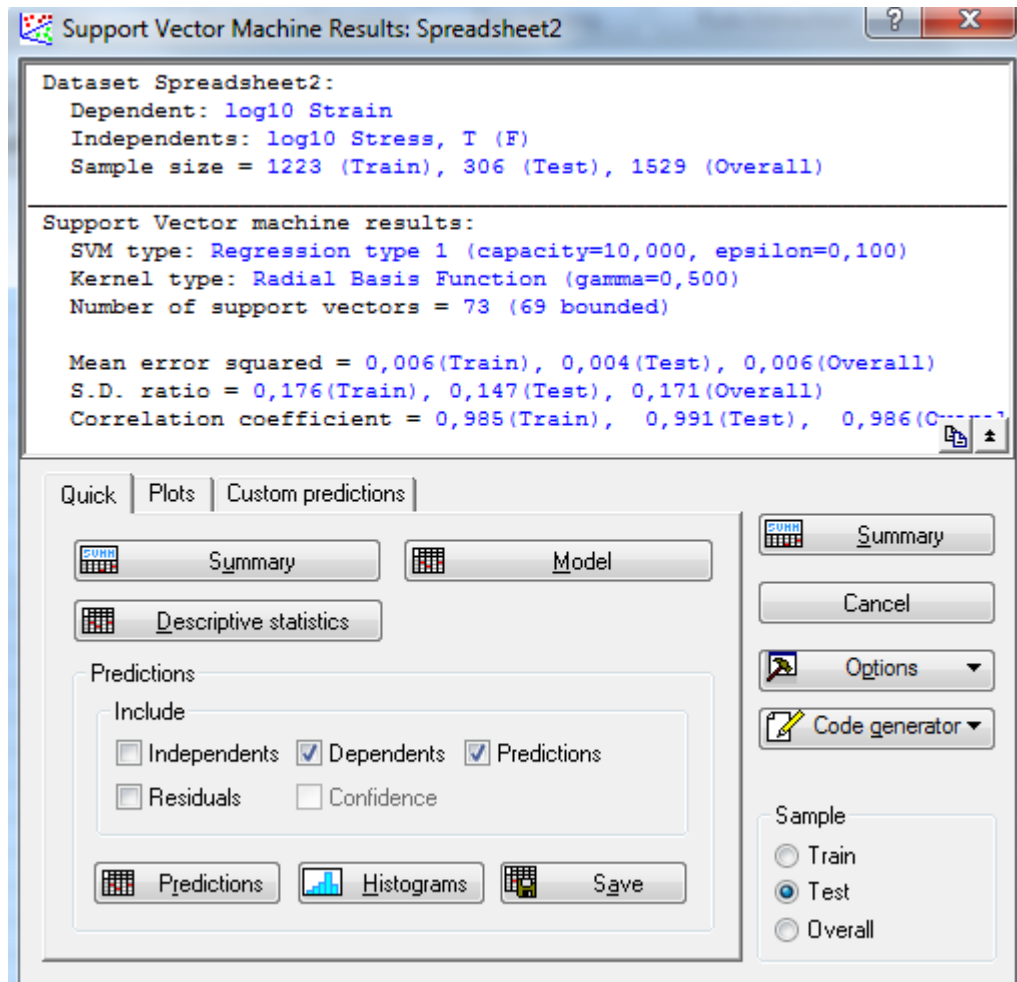 Support Vector Machine Results: Spreadsheet2
Dataset Spreadsheet2:
Dependent: log10 Strain
Independents: log10 Stress, T (F)
Sample size = 1223 (Train), 306 (Test), 1529 (Overall)
Support Vector machine results:
SVM type: Regression type 1 (capacity=10,000, epsilon=0,100)
Kernel type: Radial Basis Function (gamma=0,500)
Number of support vectors = 73 (69 bounded)
Mean error squared = 0,006(Train), 0,004(Test), 0,006(Overall)
S.D. ratio = 0,176(Train), 0,147(Test), 0,171(Overall)
Correlation coefficient = 0,985(Train), 0,991(Test), 0,986
Quick Plots Custom predictions
Summary Model
Descriptive statistics
Predictions
Include
Independents Dependents Predictions
Residuals Confidence
Predictions Histograms Save
Summary
Cancel
Options
Code generator
Sample
Train
Test
Overall